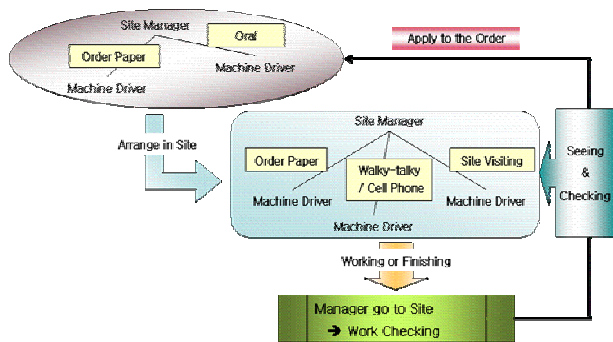 Site Manager
Oral
Order Paper
Machine Driver
Machine Driver
Apply to the Order
Arrange in Site
Site Manager
Order Paper
Walky-talky
/ Cell Phone
Site Visiting
Machine Driver
Machine Driver
Machine Driver
Seeing
&
Checking
Working or Finishing
Manager go to Site
➔ Work Checking